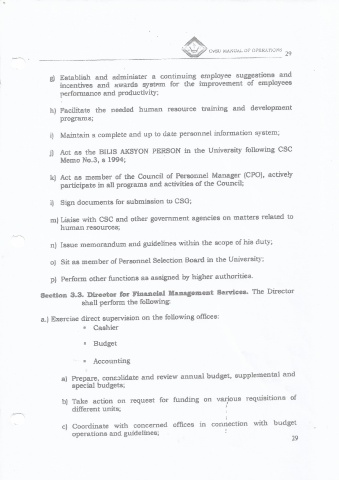 CNSU MANUAL OF OPERATIONS 29
g) Establish and administer a continuing employee suggestions and
incentives and awards system for the improvement of employees
performance and productivity;
h) Facilitate the needed human resource training and development
programs;
i) Maintain a complete and up to date personnel information system;
j) Act as the BILIS AKSYON PERSON in the University following CSC
Memo No.3, a 1994;
k) Act as member of the Council of Personnel Manager (CPO), actively
participate in all programs and activities of the Council;
l) Sign documents for submission to CSC;
m) Liaise with CSC and other government agencies on matters related to
human resources;
n) Issue memorandum and guidelines within the scope of his duty;
o) Sit as member of Personnel Selection Board in the University;
p) Perform other functions as assigned by higher authorities.
Section 3.3. Director for Financial Management Services. The Director
shall perform the following:
a.) Exercise direct supervision on the following offices:
Cashier
Budget
Accounting
a) Prepare, consolidate and review annual budget, supplemental and
special budgets;
b) Take action on request for funding on various requisitions of
different units;
c) Coordinate with concerned offices in connection with budget
operations and guidelines;
29